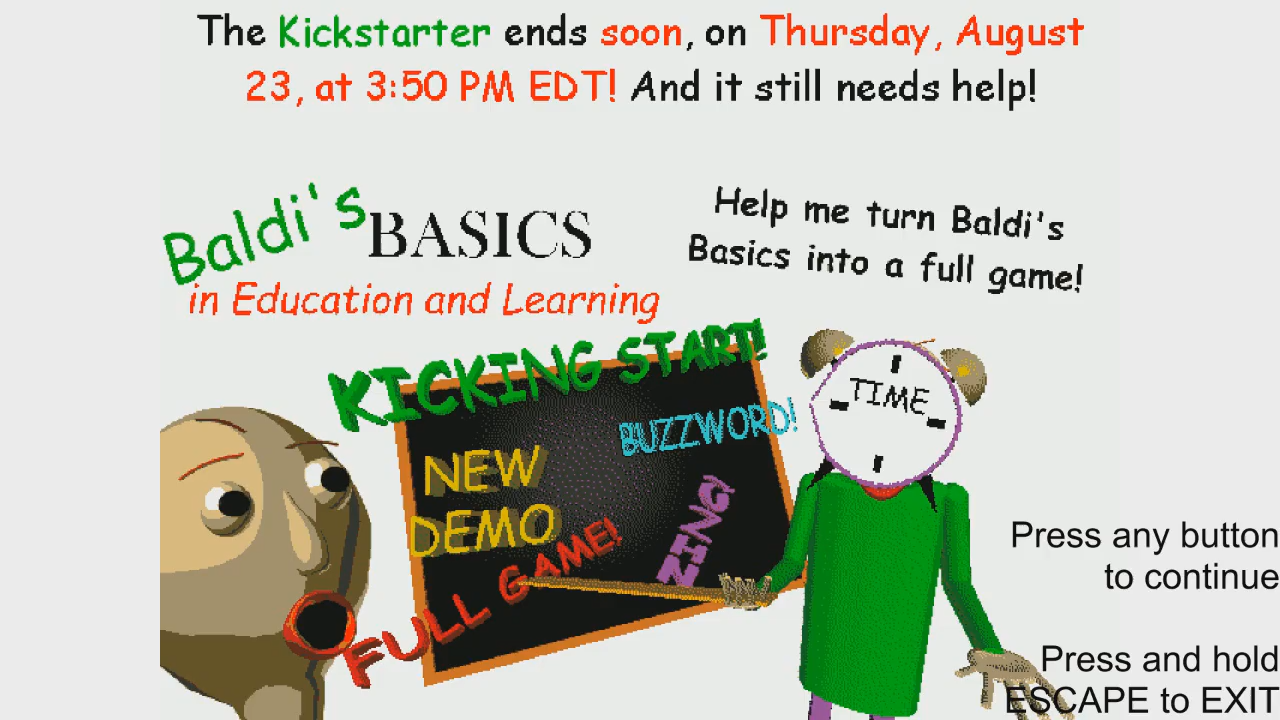 The Kickstarter ends soon, on Thursday, August
23, at 3:50 PM EDT! And it still needs help!
Baldi's BASICS
in Education and Learning
Help me turn Baldi's
Basics into a full game!
KICKING START!
BUZZWORD!
NEW
DEMO
ZING!
FULL GAME!
TIME
Press any button
to continue
Press and hold
ESCAPE to EXIT